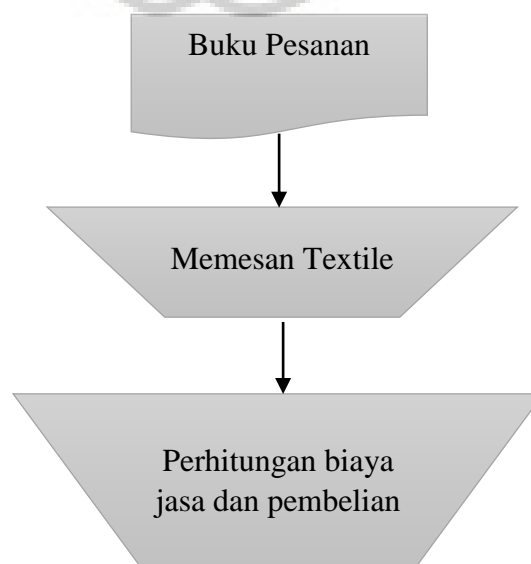 Buku Pesanan
Memesan Textile
Perhitungan biaya
jasa dan pembelian